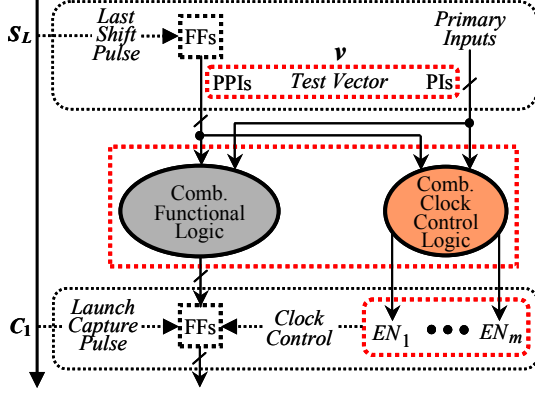 S_L
Last
Shift
Pulse
FFs
Primary
Inputs
v
PPIs Test Vector PIs
Comb.
Functional
Logic
Comb.
Clock
Control
Logic
C_1
Launch
Capture
Pulse
FFs
Clock
Control
EN_1 ••• EN_m